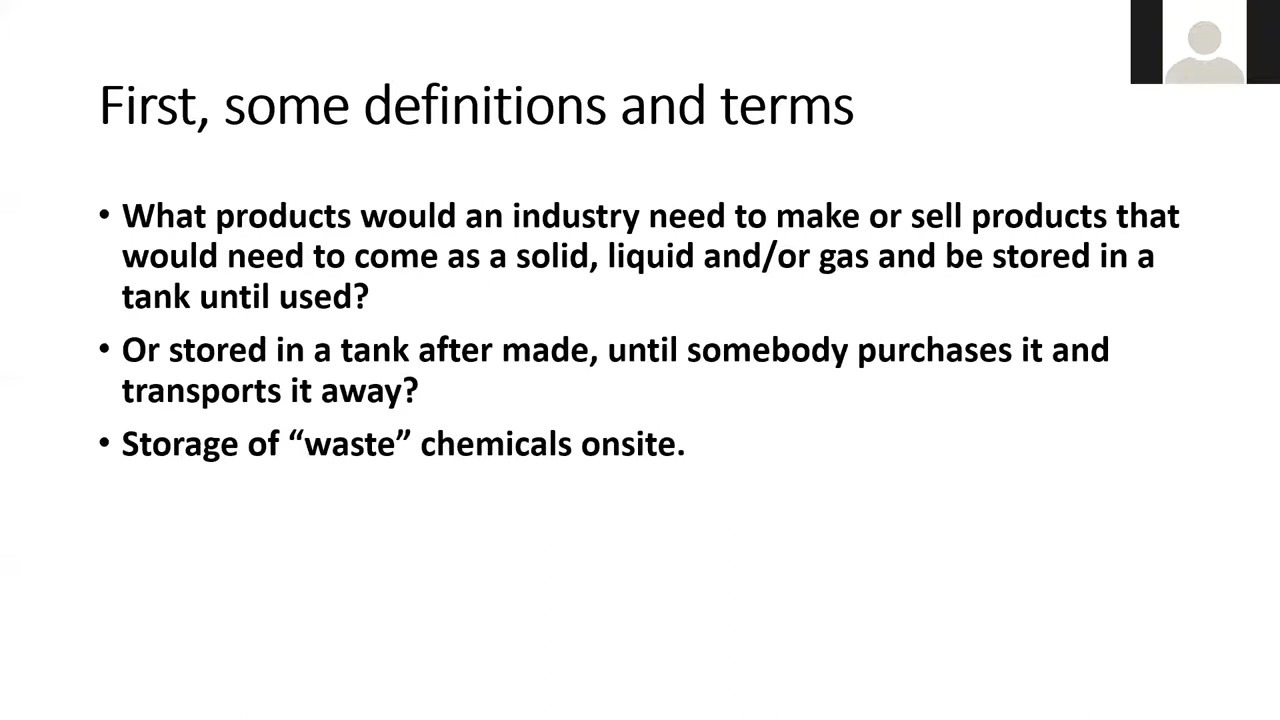 First, some definitions and terms
• What products would an industry need to make or sell products that
would need to come as a solid, liquid and/or gas and be stored in a
tank until used?
• Or stored in a tank after made, until somebody purchases it and
transports it away?
• Storage of “waste” chemicals onsite.